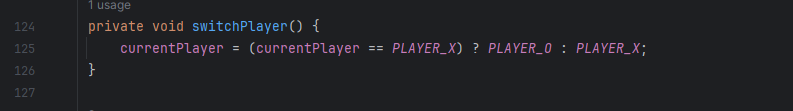 1 usage
124 private void switchPlayer() {
125 currentPlayer = (currentPlayer == PLAYER_X) ? PLAYER_O : PLAYER_X;
126 }
127